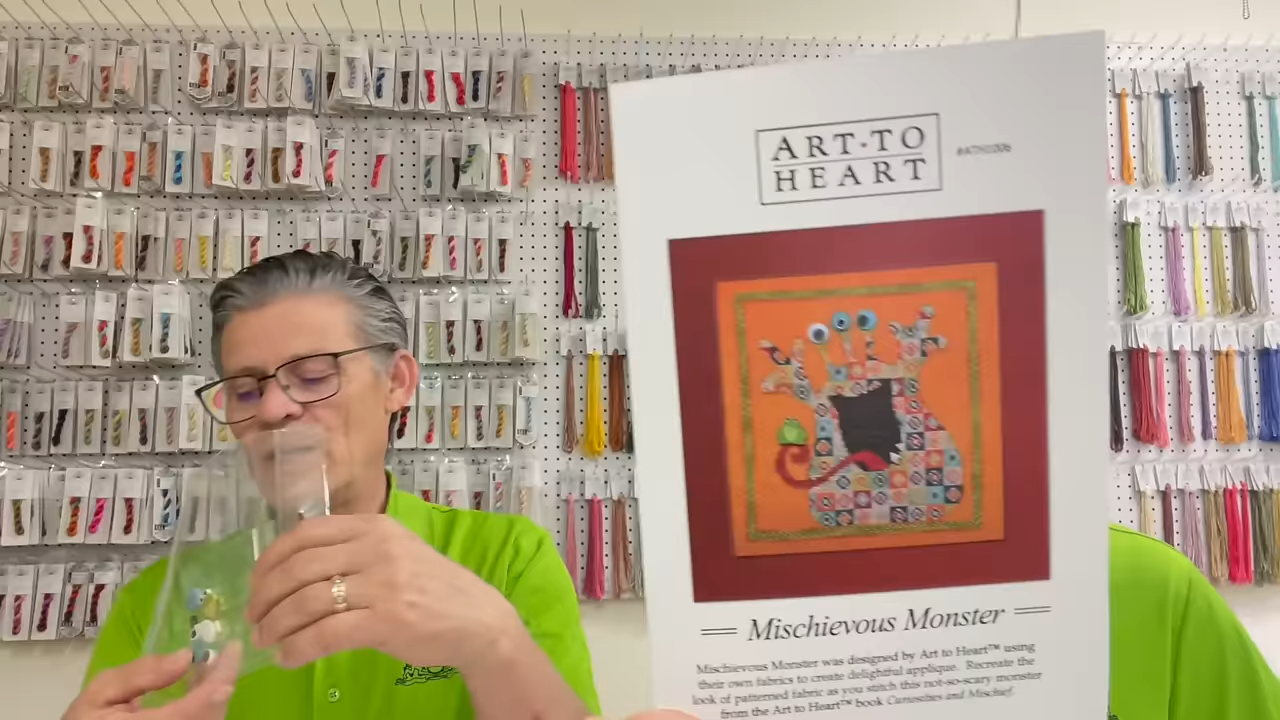 ART·TO
HEART
#ATH1006
Mischievous Monster
Mischievous Monster was designed by Art to Heart™ using
their own fabrics to create delightful applique. Recreate the
look of patterned fabric as you stitch this not-so-scary monster
from the Art to Heart™ book Curiosities and Mischief.